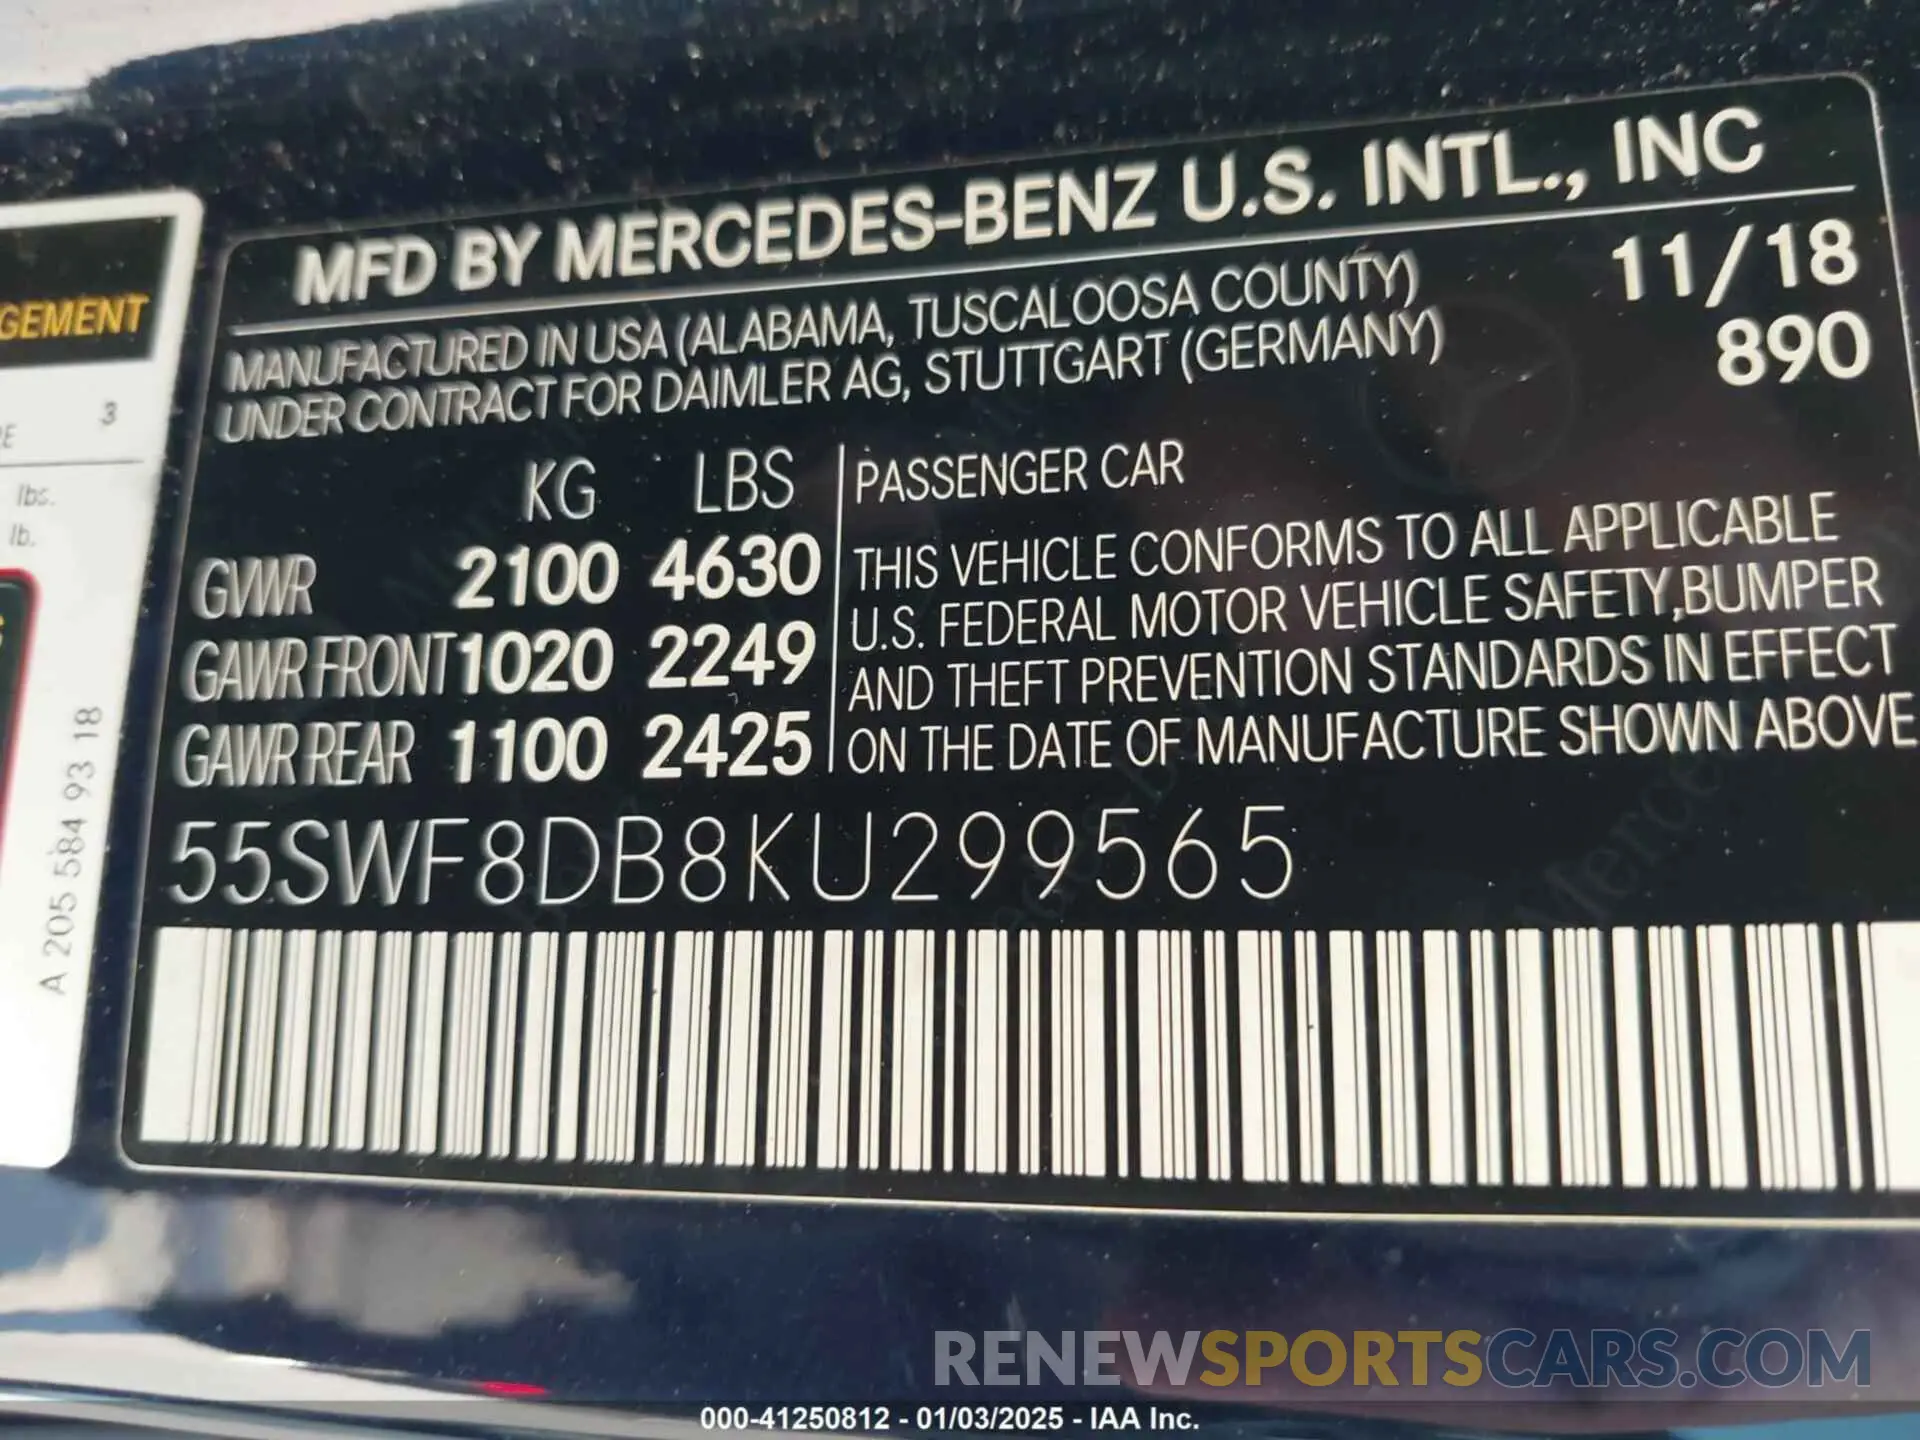 MFD BY MERCEDES-BENZ U.S. INTL., INC
MANUFACTURED IN USA (ALABAMA, TUSCALOOSA COUNTY)
UNDER CONTRACT FOR DAIMLER AG, STUTTGART (GERMANY)
11/18
890
KG LBS
GVWR 2100 4630
GAWR FRONT 1020 2249
GAWR REAR 1100 2425
PASSENGER CAR
THIS VEHICLE CONFORMS TO ALL APPLICABLE
U.S. FEDERAL MOTOR VEHICLE SAFETY,BUMPER
AND THEFT PREVENTION STANDARDS IN EFFECT
ON THE DATE OF MANUFACTURE SHOWN ABOVE
55SWF8DB8KU299565
GEMENT
3
lbs.
lb.
A 205 584 93 18
RENEWSPORTSCARS.COM
000-41250812 - 01/03/2025 - IAA Inc.